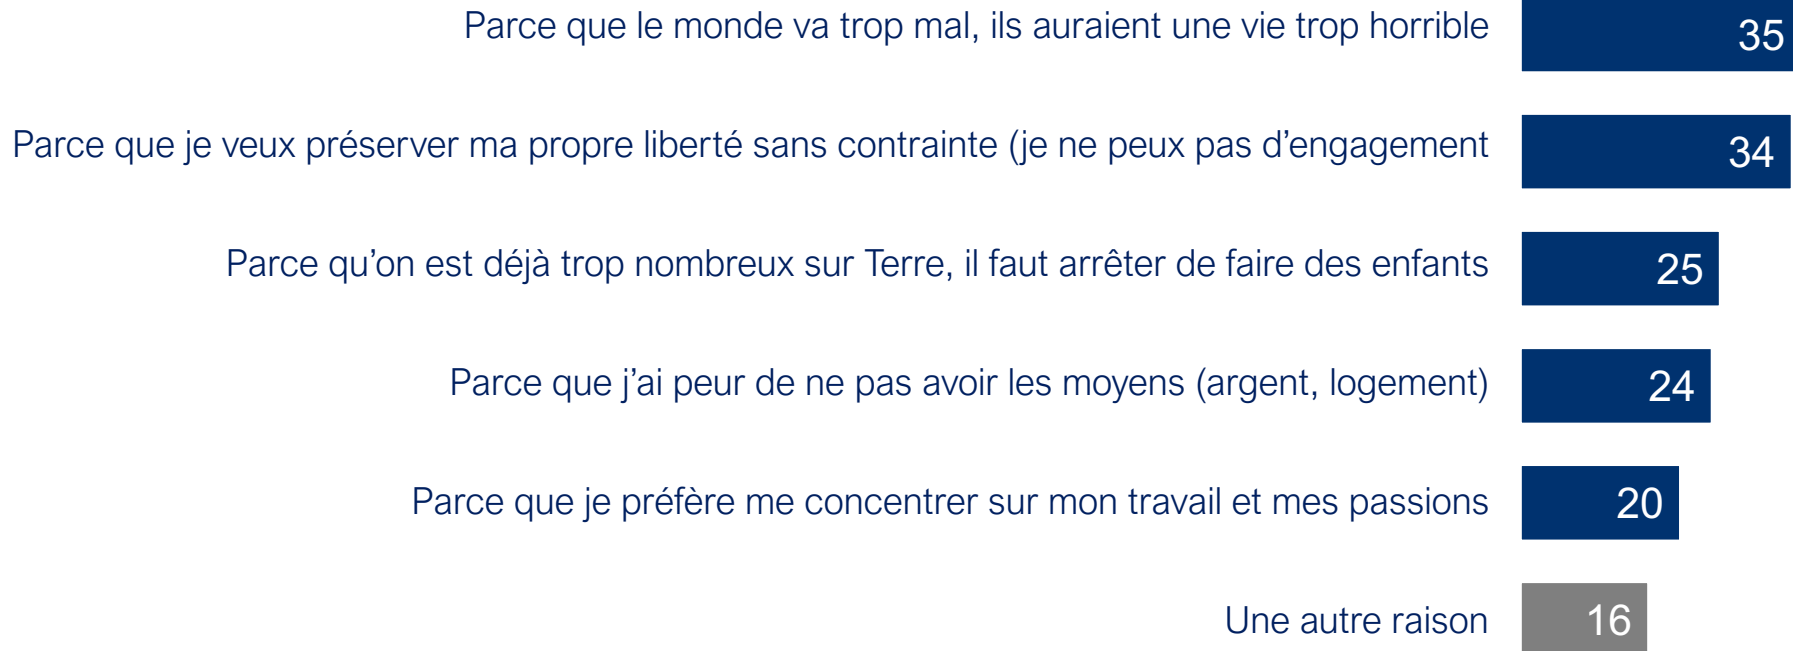 Parce que le monde va trop mal, ils auraient une vie trop horrible 35
Parce que je veux préserver ma propre liberté sans contrainte (je ne peux pas d’engagement 34
Parce qu’on est déjà trop nombreux sur Terre, il faut arrêter de faire des enfants 25
Parce que j’ai peur de ne pas avoir les moyens (argent, logement) 24
Parce que je préfère me concentrer sur mon travail et mes passions 20
Une autre raison 16